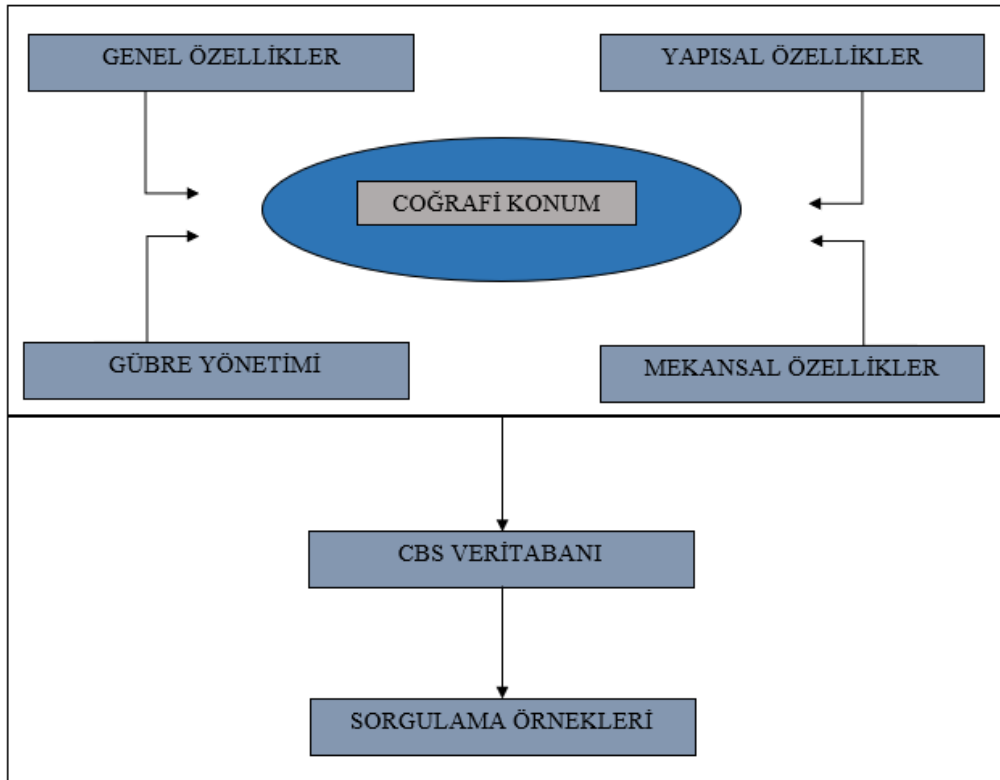 GENEL ÖZELLİKLER
YAPISAL ÖZELLİKLER
COĞRAFİ KONUM
GÜBRE YÖNETİMİ
MEKANSAL ÖZELLİKLER
CBS VERİTABANI
SORGULAMA ÖRNEKLERİ